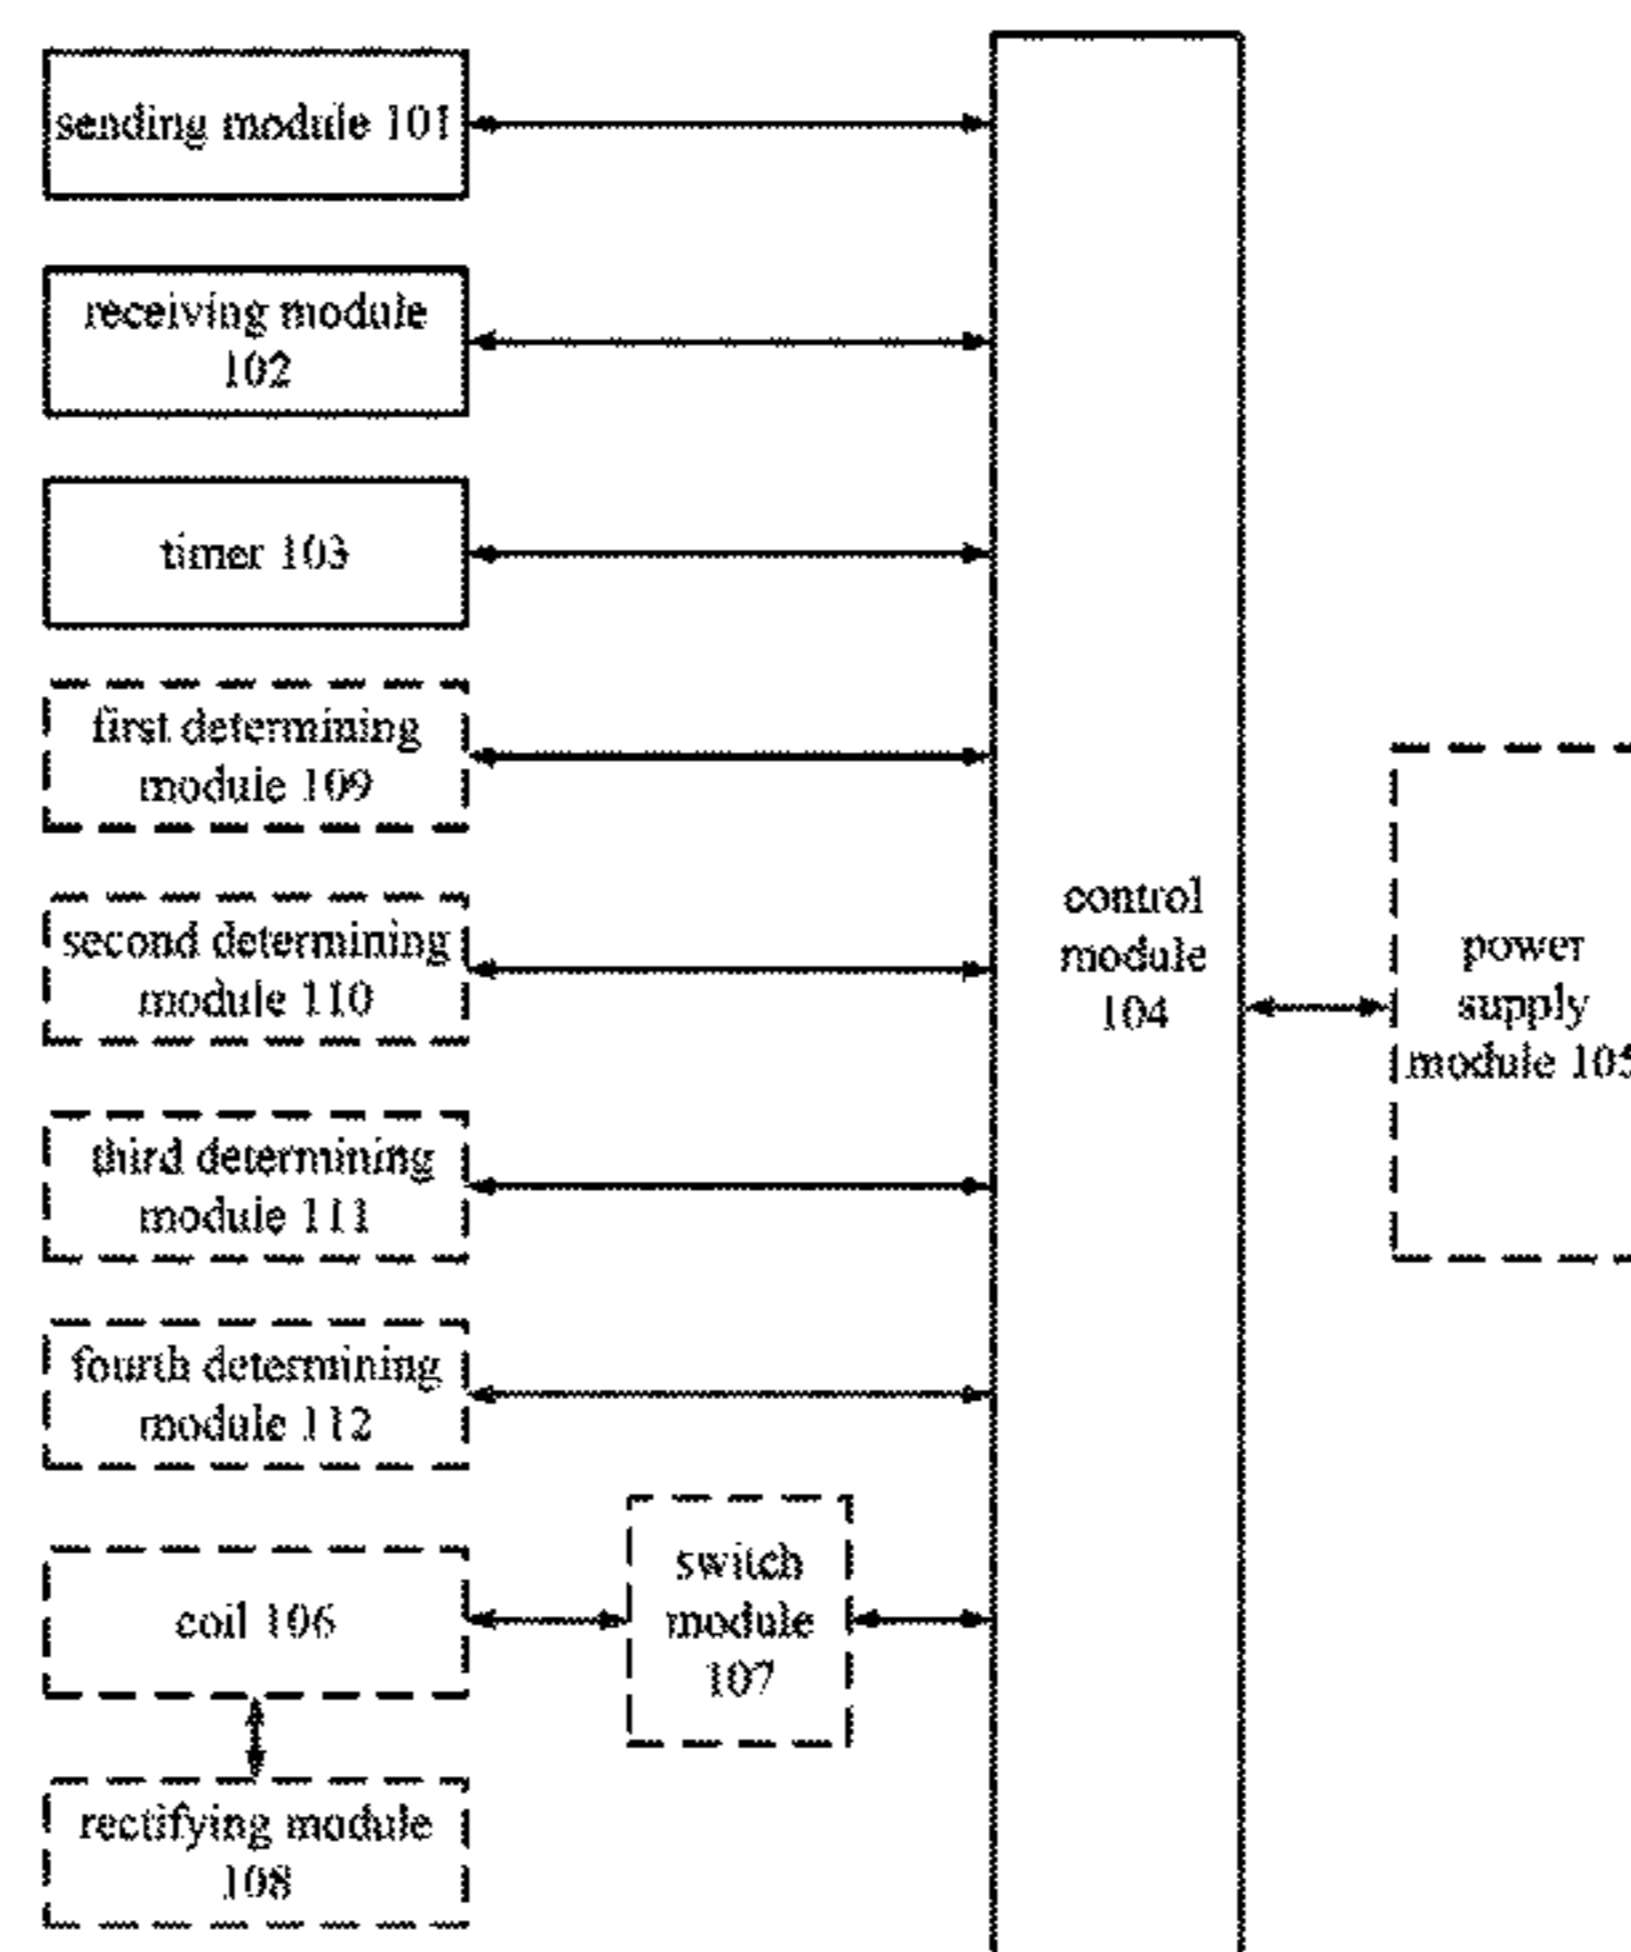 sending module 101
receiving module
102
timer 103
first determining
module 109
second determining
module 110
third determining
module 111
fourth determining
module 112
coil 106
switch
module
107
rectifying module
108
control
module
104
power
supply
module 105